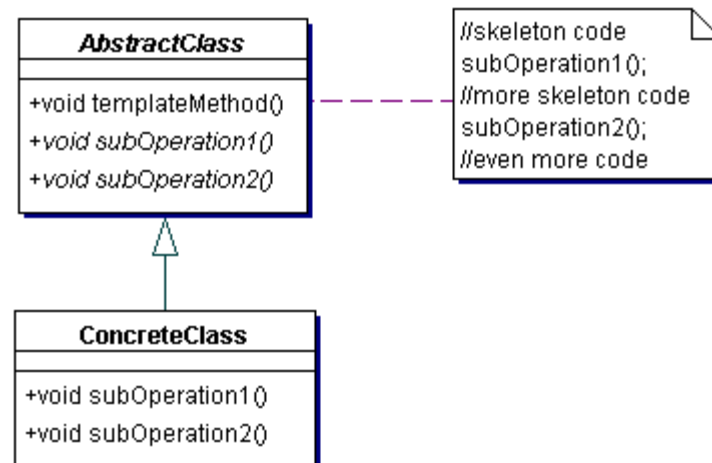 AbstractClass
+void templateMethod()
+void subOperation1()
+void subOperation2()
//skeleton code
subOperation1();
//more skeleton code
subOperation2();
//even more code
ConcreteClass
+void subOperation1()
+void subOperation2()